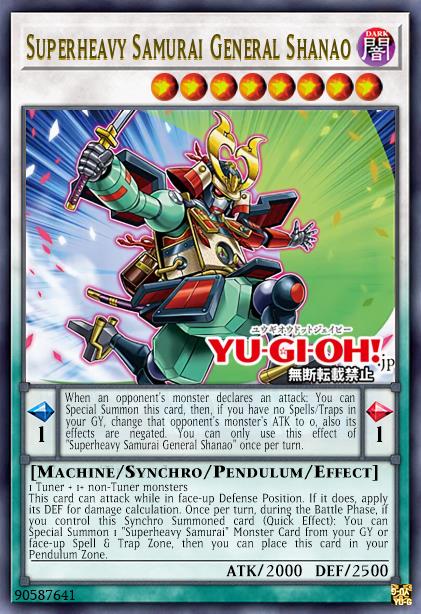 SUPERHEAVY SAMURAI GENERAL SHANAO
DARK
闇
ユウギオウドットジェイピー
YU-GI-OH!.jp
無断転載禁止
When an opponent's monster declares an attack: You can
Special Summon this card, then, if you have no Spells/Traps in
your GY, change that opponent's monster's ATK to 0, also its
effects are negated. You can only use this effect of
"Superheavy Samurai General Shanao" once per turn.
1
1
[MACHINE/SYNCHRO/PENDULUM/EFFECT]
1 Tuner + 1+ non-Tuner monsters
This card can attack while in face-up Defense Position. If it does, apply
its DEF for damage calculation. Once per turn, during the Battle Phase, if
you control this Synchro Summoned card (Quick Effect): You can
Special Summon 1 "Superheavy Samurai" Monster Card from your GY or
face-up Spell & Trap Zone, then you can place this card in your
Pendulum Zone.
ATK/2000 DEF/2500
90587641